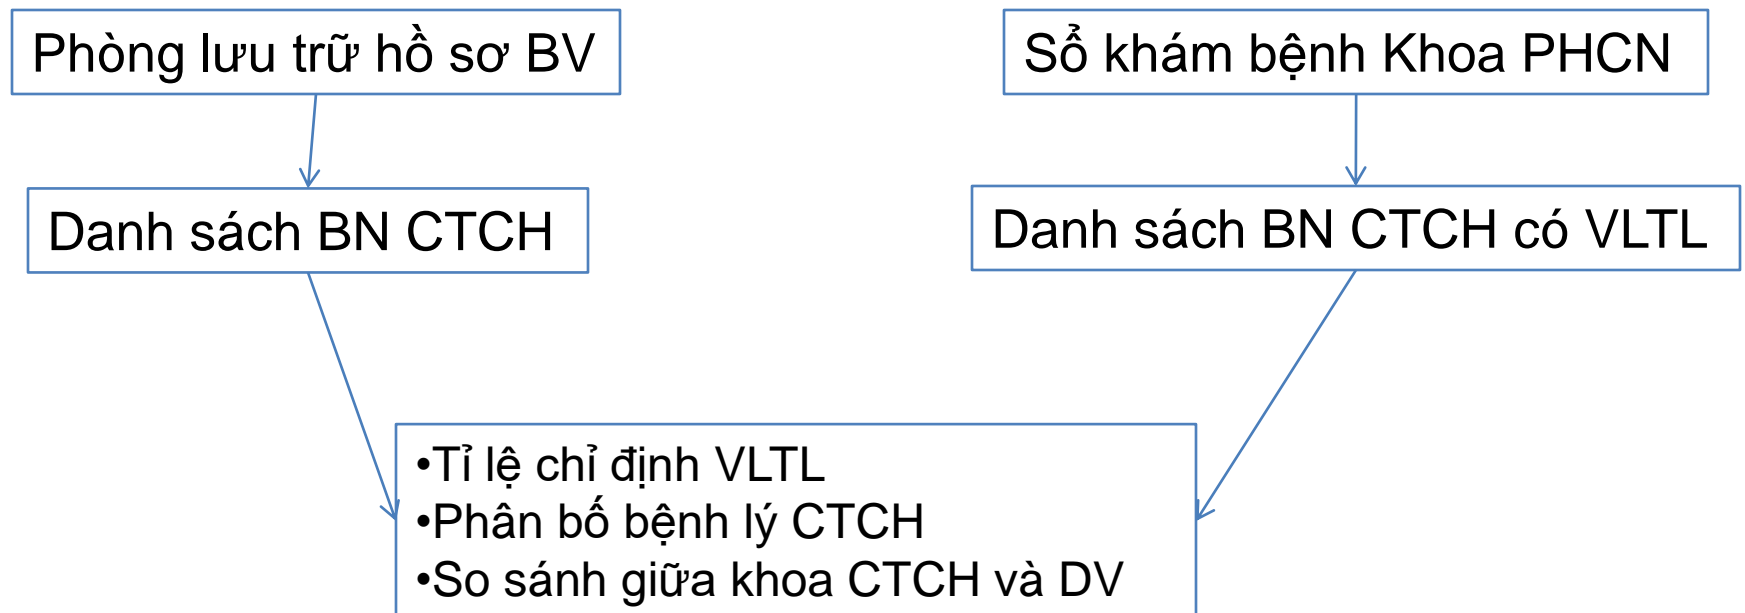 Phòng lưu trữ hồ sơ BV
Sổ khám bệnh Khoa PHCN
Danh sách BN CTCH
Danh sách BN CTCH có VLTL
•Tỉ lệ chỉ định VLTL
•Phân bố bệnh lý CTCH
•So sánh giữa khoa CTCH và DV